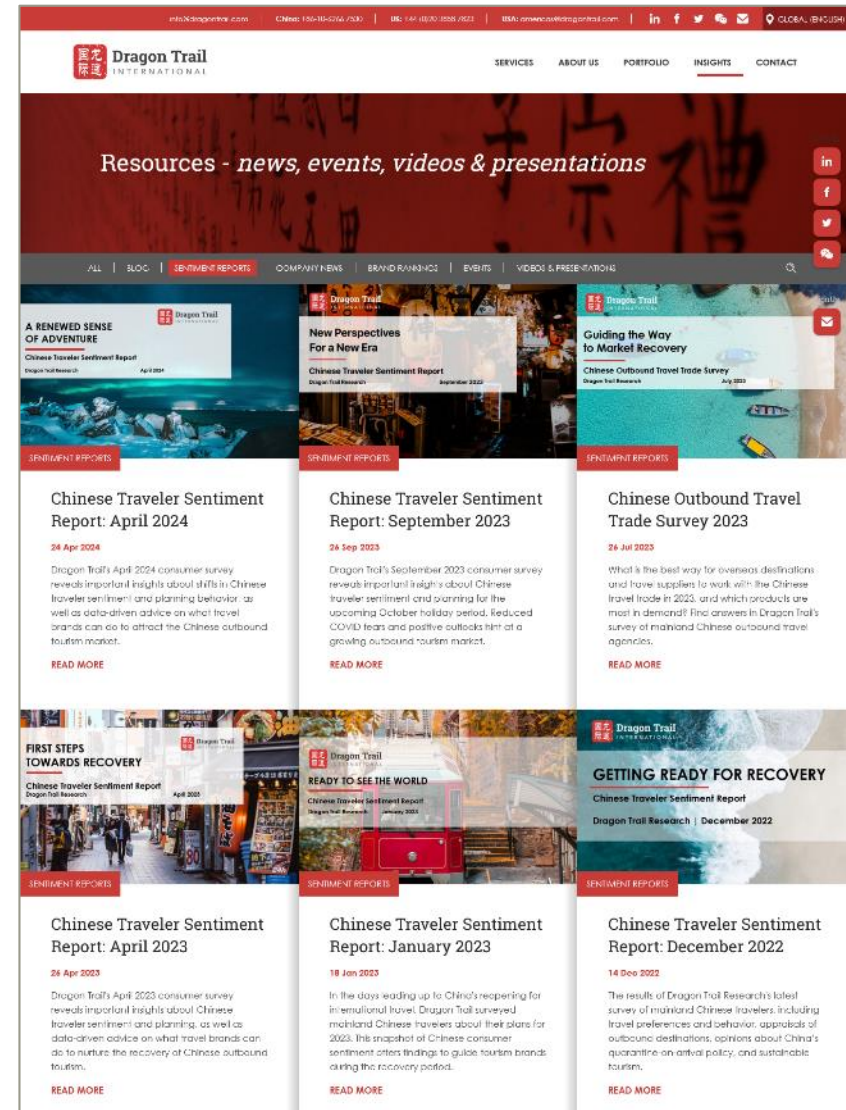 info@dragontrail.com
USA: americas@dragontrail.com
GLOBAL (ENGLISH)
Dragon Trail
INTERNATIONAL
SERVICES ABOUT US PORTFOLIO INSIGHTS CONTACT
Resources - news, events, videos & presentations
ALL | BLOG | SENTIMENT REPORTS COMPANY NEWS | BRAND RANKINGS | EVENTS | VIDEOS & PRESENTATIONS
Dragon Trail
INTERNATIONAL
A RENEWED SENSE
OF ADVENTURE
Chinese Traveler Sentiment Report
Dragon Trail Research April 2024
SENTIMENT REPORTS
Dragon Trail
INTERNATIONAL
New Perspectives
For a New Era
Chinese Traveler Sentiment Report
Dragon Trail Research September 2023
SENTIMENT REPORTS
Dragon Trail
INTERNATIONAL
Guiding the Way
to Market Recovery
Chinese Outbound Travel Trade Survey
Dragon Trail Research July 2023
SENTIMENT REPORTS
Chinese Traveler Sentiment
Report: April 2024
24 Apr 2024
Dragon Trail's April 2024 consumer survey
reveals important insights about shifts in Chinese
traveler sentiment and planning behavior, as
well as data-driven advice on what travel
brands can do to attract the Chinese outbound
tourism market.
READ MORE
Chinese Traveler Sentiment
Report: September 2023
26 Sep 2023
Dragon Trail's September 2023 consumer survey
reveals important insights about Chinese
traveler sentiment and planning for the
upcoming October holiday period. Reduced
COVID fears and positive outlooks hint at a
growing outbound tourism market.
READ MORE
Chinese Outbound Travel
Trade Survey 2023
26 Jul 2023
What is the best way for overseas destinations
and travel suppliers to work with the Chinese
travel trade in 2023, and which products are
most in demand? Find answers in Dragon Trail's
survey of mainland Chinese outbound travel
agencies.
READ MORE
FIRST STEPS
TOWARDS RECOVERY
Dragon Trail
INTERNATIONAL
Chinese Traveler Sentiment Report
Dragon Trail Research April 2023
SENTIMENT REPORTS
Dragon Trail
INTERNATIONAL
READY TO SEE THE WORLD
Chinese Traveler Sentiment Report
Dragon Trail Research January 2023
SENTIMENT REPORTS
Dragon Trail
INTERNATIONAL
GETTING READY FOR RECOVERY
Chinese Traveler Sentiment Report
Dragon Trail Research | December 2022
SENTIMENT REPORTS
Chinese Traveler Sentiment
Report: April 2023
26 Apr 2023
Dragon Trail's April 2023 consumer survey
reveals important insights about Chinese
traveler sentiment and planning, as well as
data-driven advice on what travel brands can
do to nurture the recovery of Chinese outbound
tourism.
READ MORE
Chinese Traveler Sentiment
Report: January 2023
18 Jan 2023
In the days leading up to China's reopening for
international travel, Dragon Trail surveyed
mainland Chinese travelers about their plans for
2023. This snapshot of Chinese consumer
sentiment offers findings to guide tourism brands
during the recovery period.
READ MORE
Chinese Traveler Sentiment
Report: December 2022
14 Dec 2022
The results of Dragon Trail Research's latest
survey of mainland Chinese travelers, including
travel preferences and behavior, appraisals of
outbound destinations, opinions about China's
quarantine-on-arrival policy, and sustainable
tourism.
READ MORE